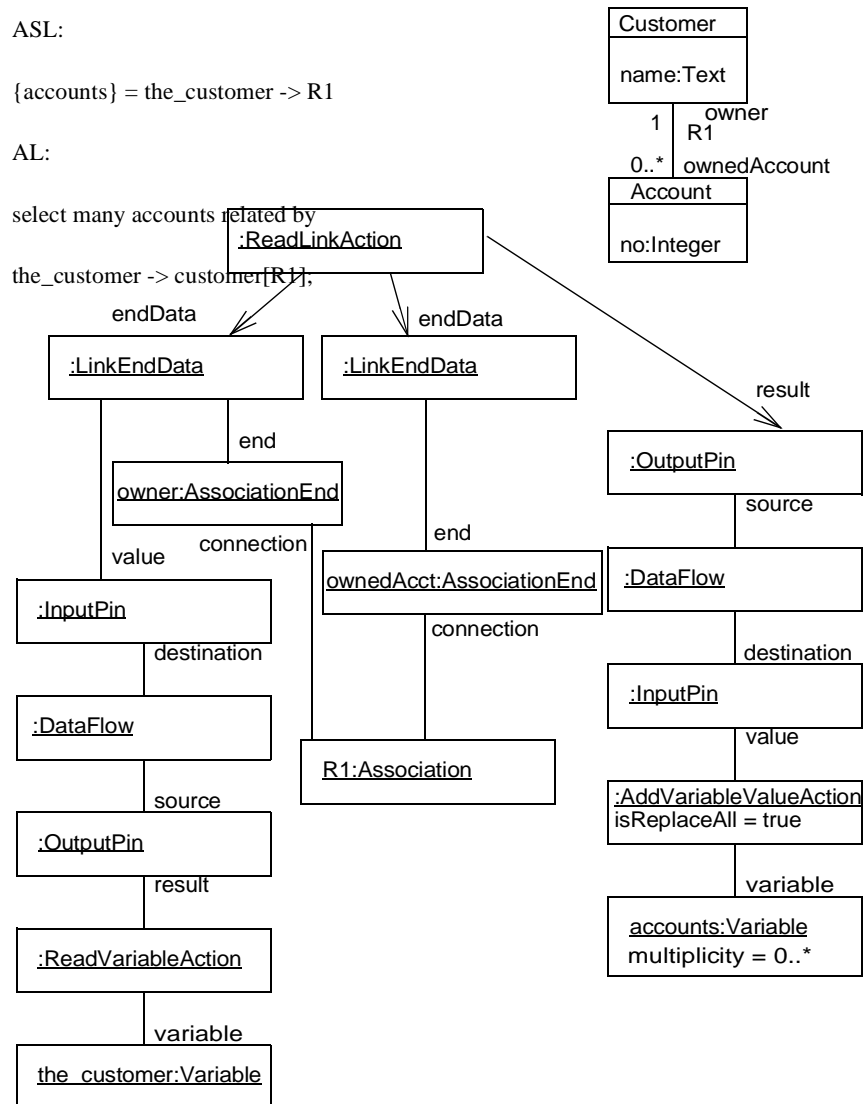 ASL:
{accounts} = the_customer -> R1
AL:
select many accounts related by
the_customer -> customer[R1];
Customer
name:Text
1
owner
R1
0..*
ownedAccount
Account
no:Integer
:ReadLinkAction
endData
endData
result
:LinkEndData
:LinkEndData
:OutputPin
end
source
owner:AssociationEnd
value
connection
end
:InputPin
ownedAcct:AssociationEnd
:DataFlow
destination
connection
destination
:DataFlow
:InputPin
value
R1:Association
source
:AddVariableValueAction
isReplaceAll = true
:OutputPin
result
variable
:ReadVariableAction
accounts:Variable
multiplicity = 0..*
variable
the_customer:Variable